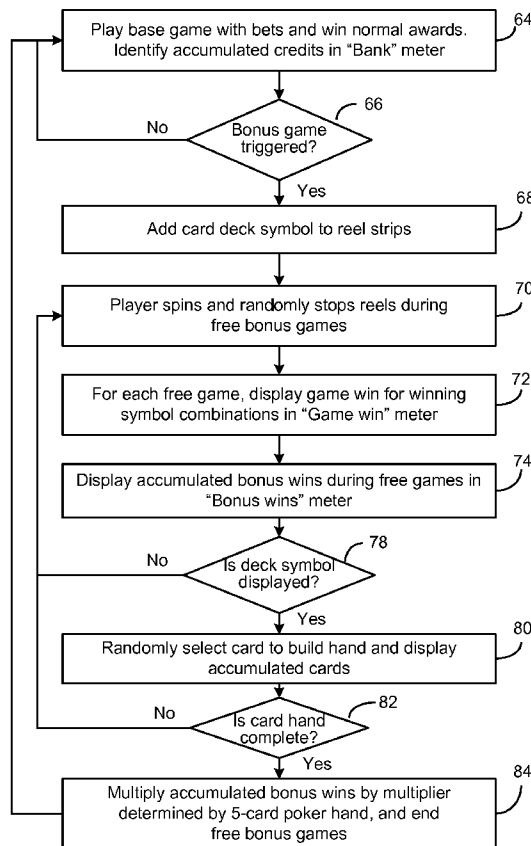 Play base game with bets and win normal awards.
Identify accumulated credits in “Bank” meter
64
66
No
Bonus game
triggered?
Yes
68
Add card deck symbol to reel strips
70
Player spins and randomly stops reels during
free bonus games
72
For each free game, display game win for winning
symbol combinations in “Game win” meter
74
Display accumulated bonus wins during free games in
“Bonus wins” meter
78
No
Is deck symbol
displayed?
Yes
80
Randomly select card to build hand and display
accumulated cards
82
No
Is card hand
complete?
Yes
84
Multiply accumulated bonus wins by multiplier
determined by 5-card poker hand, and end
free bonus games